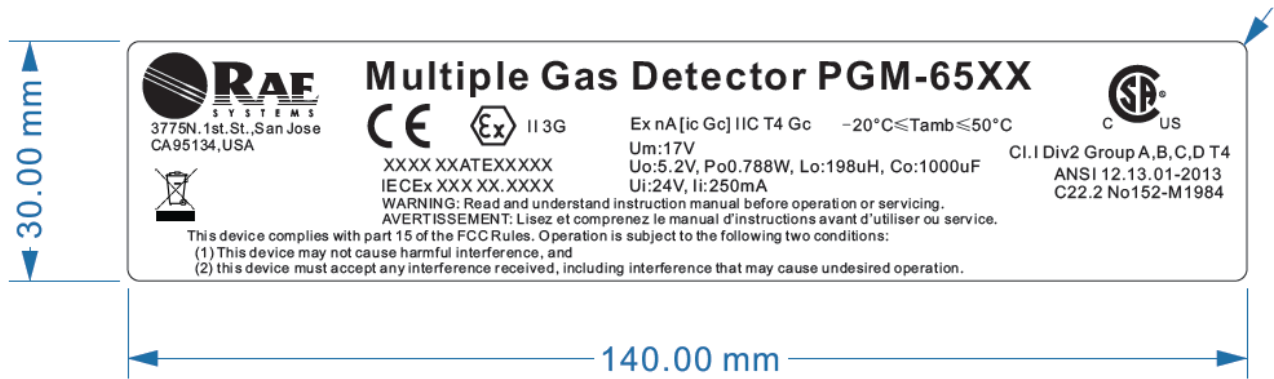 RAE
SYSTEMS
3775N.1st.St.,San Jose
CA95134,USA
Multiple Gas Detector PGM-65XX
CE Ex II 3G
XXXX XXATEXXXXX
IECEx XXX XX.XXXX
Ex nA [ic Gc] IIC T4 Gc −20°C≤Tamb≤50°C
Um:17V
Uo:5.2V, Po0.788W, Lo:198uH, Co:1000uF
Ui:24V, Ii:250mA
SA®
C US
CI.I Div2 Group A,B,C,D T4
ANSI 12.13.01-2013
C22.2 No152-M1984
WARNING: Read and understand instruction manual before operation or servicing.
AVERTISSEMENT: Lisez et comprenez le manual d'instructions avant d'utiliser ou service.
This device complies with part 15 of the FCC Rules. Operation is subject to the following two conditions:
(1) This device may not cause harmful interference, and
(2) this device must accept any interference received, including interference that may cause undesired operation.
30.00 mm
140.00 mm